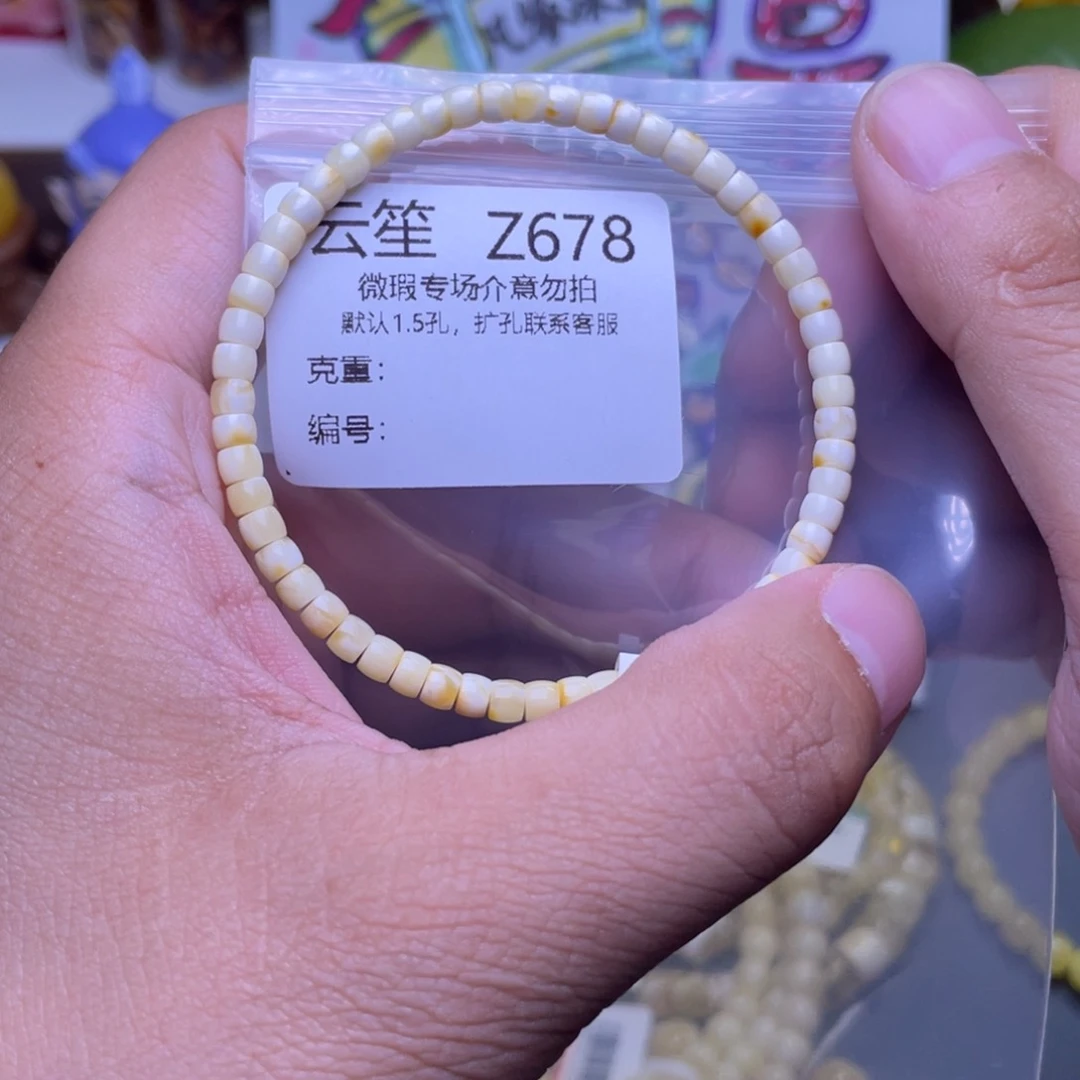 云笙 Z678
微瑕专场介意勿拍
默认1.5孔，扩孔联系客服
克重：
编号：